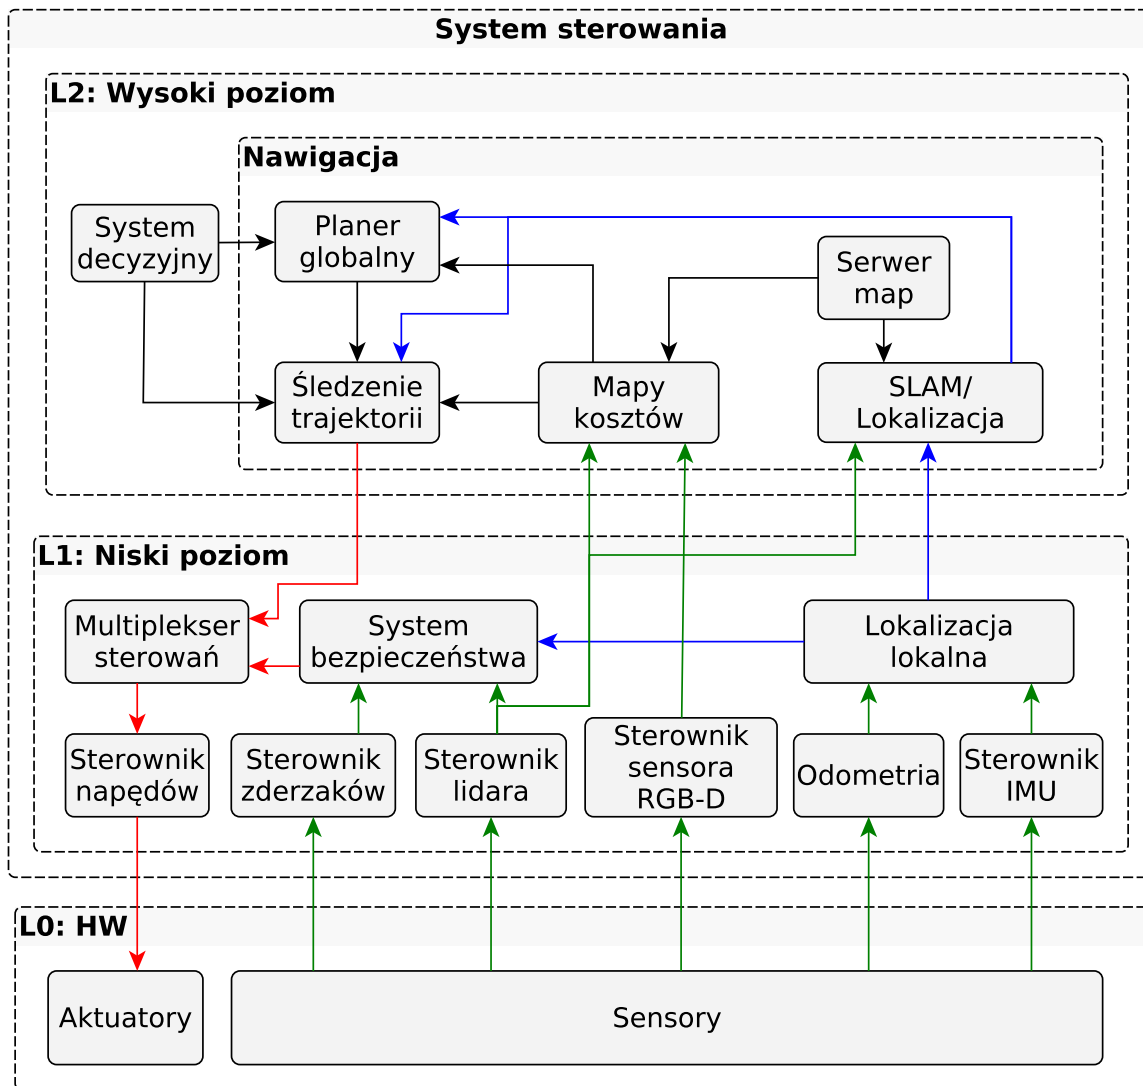 System sterowania
L2: Wysoki poziom
Nawigacja
System
decyzyjny
Planer
globalny
Serwer
map
Śledzenie
trajektorii
Mapy
kosztów
SLAM/
Lokalizacja
L1: Niski poziom
Multiplekser
sterowań
System
bezpieczeństwa
Lokalizacja
lokalna
Sterownik
napędów
Sterownik
zderzaków
Sterownik
lidara
Sterownik
sensora
RGB-D
Odometria
Sterownik
IMU
L0: HW
Aktuatory
Sensory